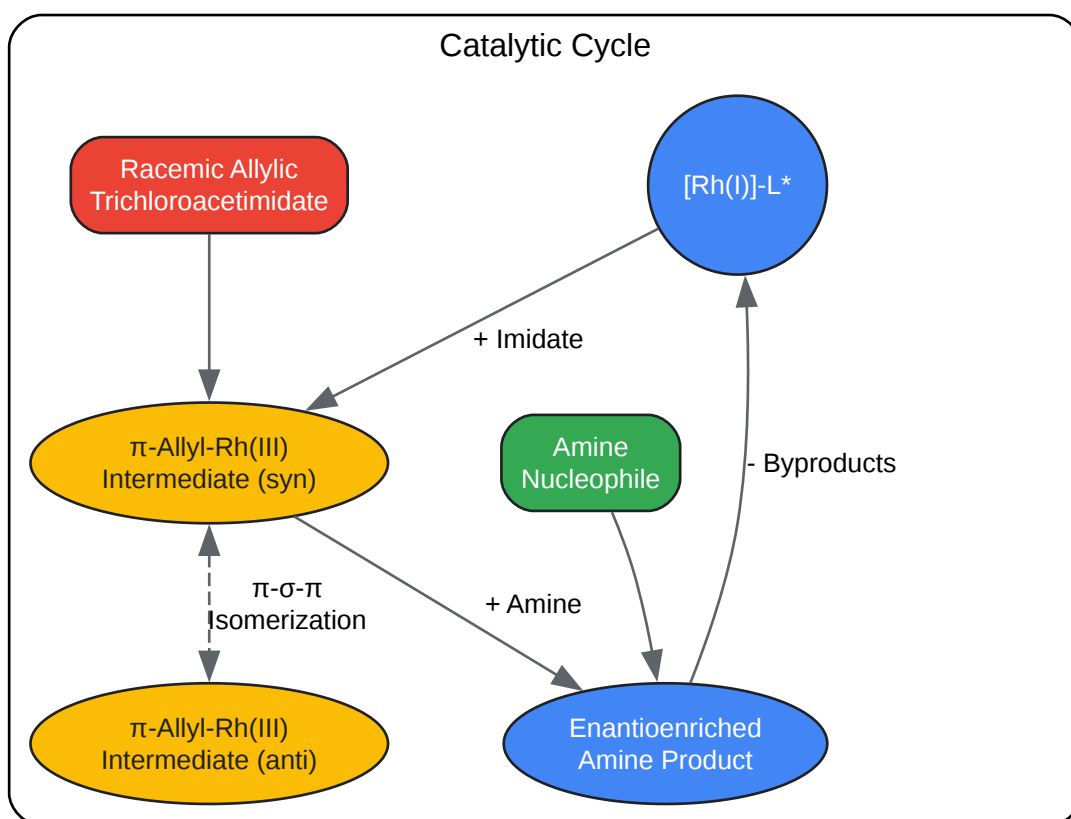 Catalytic Cycle
Racemic Allylic
Trichloroacetimidate
[Rh(I)]-L*
+ Imidate
π-Allyl-Rh(III)
Intermediate (syn)
Amine
Nucleophile
- Byproducts
π-σ-π
Isomerization
+ Amine
π-Allyl-Rh(III)
Intermediate (anti)
Enantioenriched
Amine Product